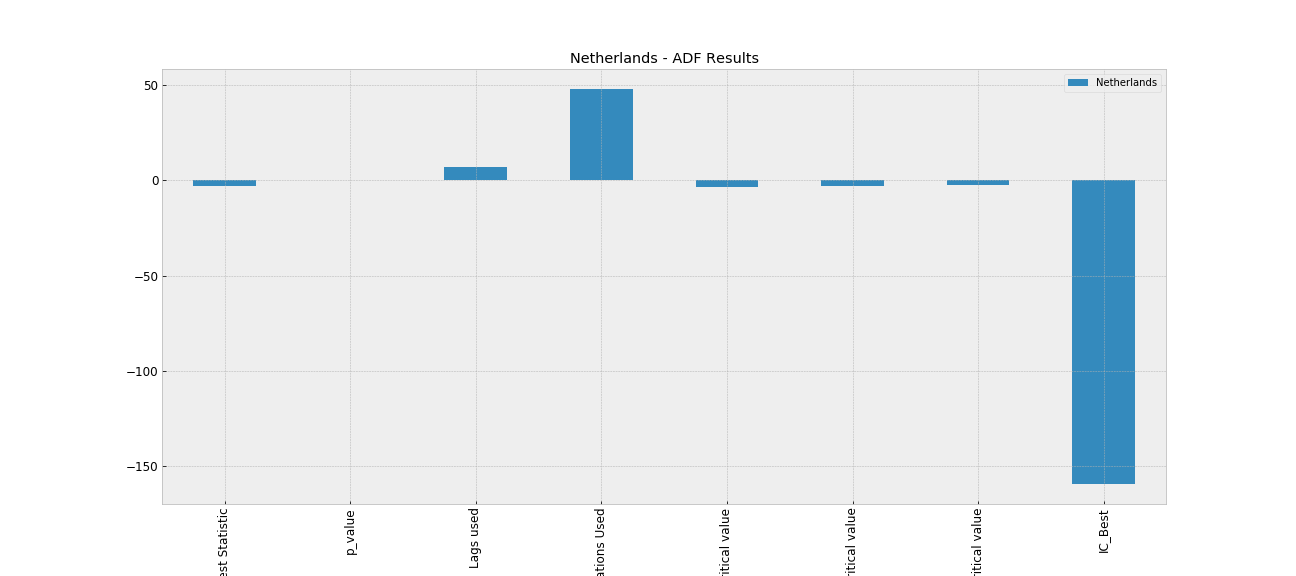 Netherlands - ADF Results
Netherlands
50
0
−50
−100
−150
est Statistic
p_value
Lags used
ations Used
ritical value
ritical value
ritical value
IC_Best